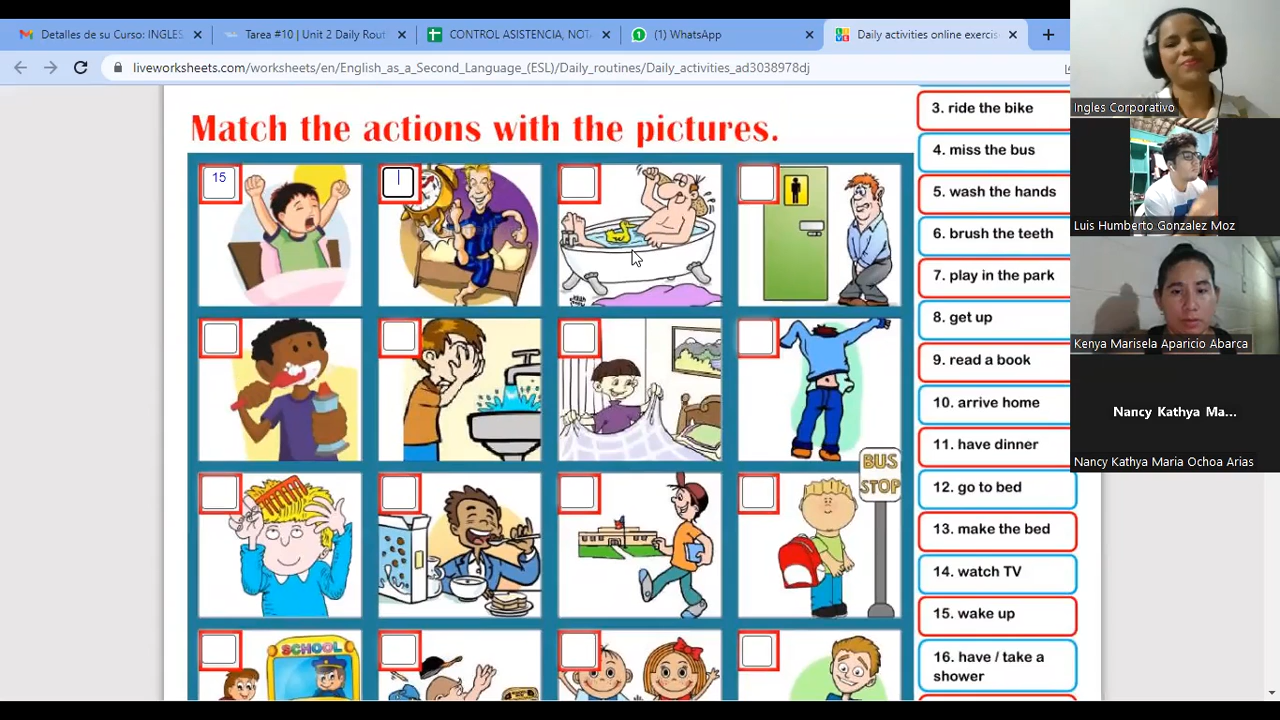 Detalles de su Curso: INGLES
Tarea #10 | Unit 2 Daily Rout
CONTROL ASISTENCIA, NOT
(1) WhatsApp
Daily activities online exercis
liveworksheets.com/worksheets/en/English_as_a_Second_Language_(ESL)/Daily_routines/Daily_activities_ad3038978dj
Match the actions with the pictures.
15
BUS
STOP
SCHOOL
3. ride the bike
4. miss the bus
5. wash the hands
6. brush the teeth
7. play in the park
8. get up
9. read a book
10. arrive home
11. have dinner
12. go to bed
13. make the bed
14. watch TV
15. wake up
16. have / take a
shower
Ingles Corporativo
Luis Humberto Gonzalez Moz
Kenya Marisela Aparicio Abarca
Nancy Kathya Ma...
Nancy Kathya Maria Ochoa Arias